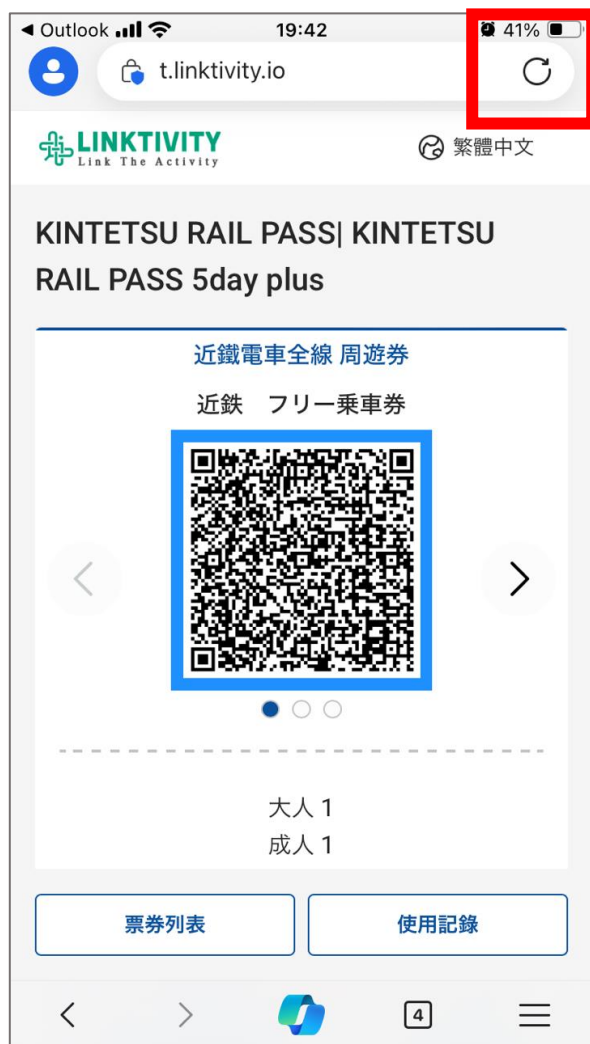 ◀ Outlook 19:42 41%
t.linktivity.io
LINKTIVITY 繁體中文
Link The Activity
KINTETSU RAIL PASS| KINTETSU
RAIL PASS 5day plus
近鐵電車全線 周遊券
近鉄　フリー乗車券
大人 1
成人 1
票券列表 使用記錄
4